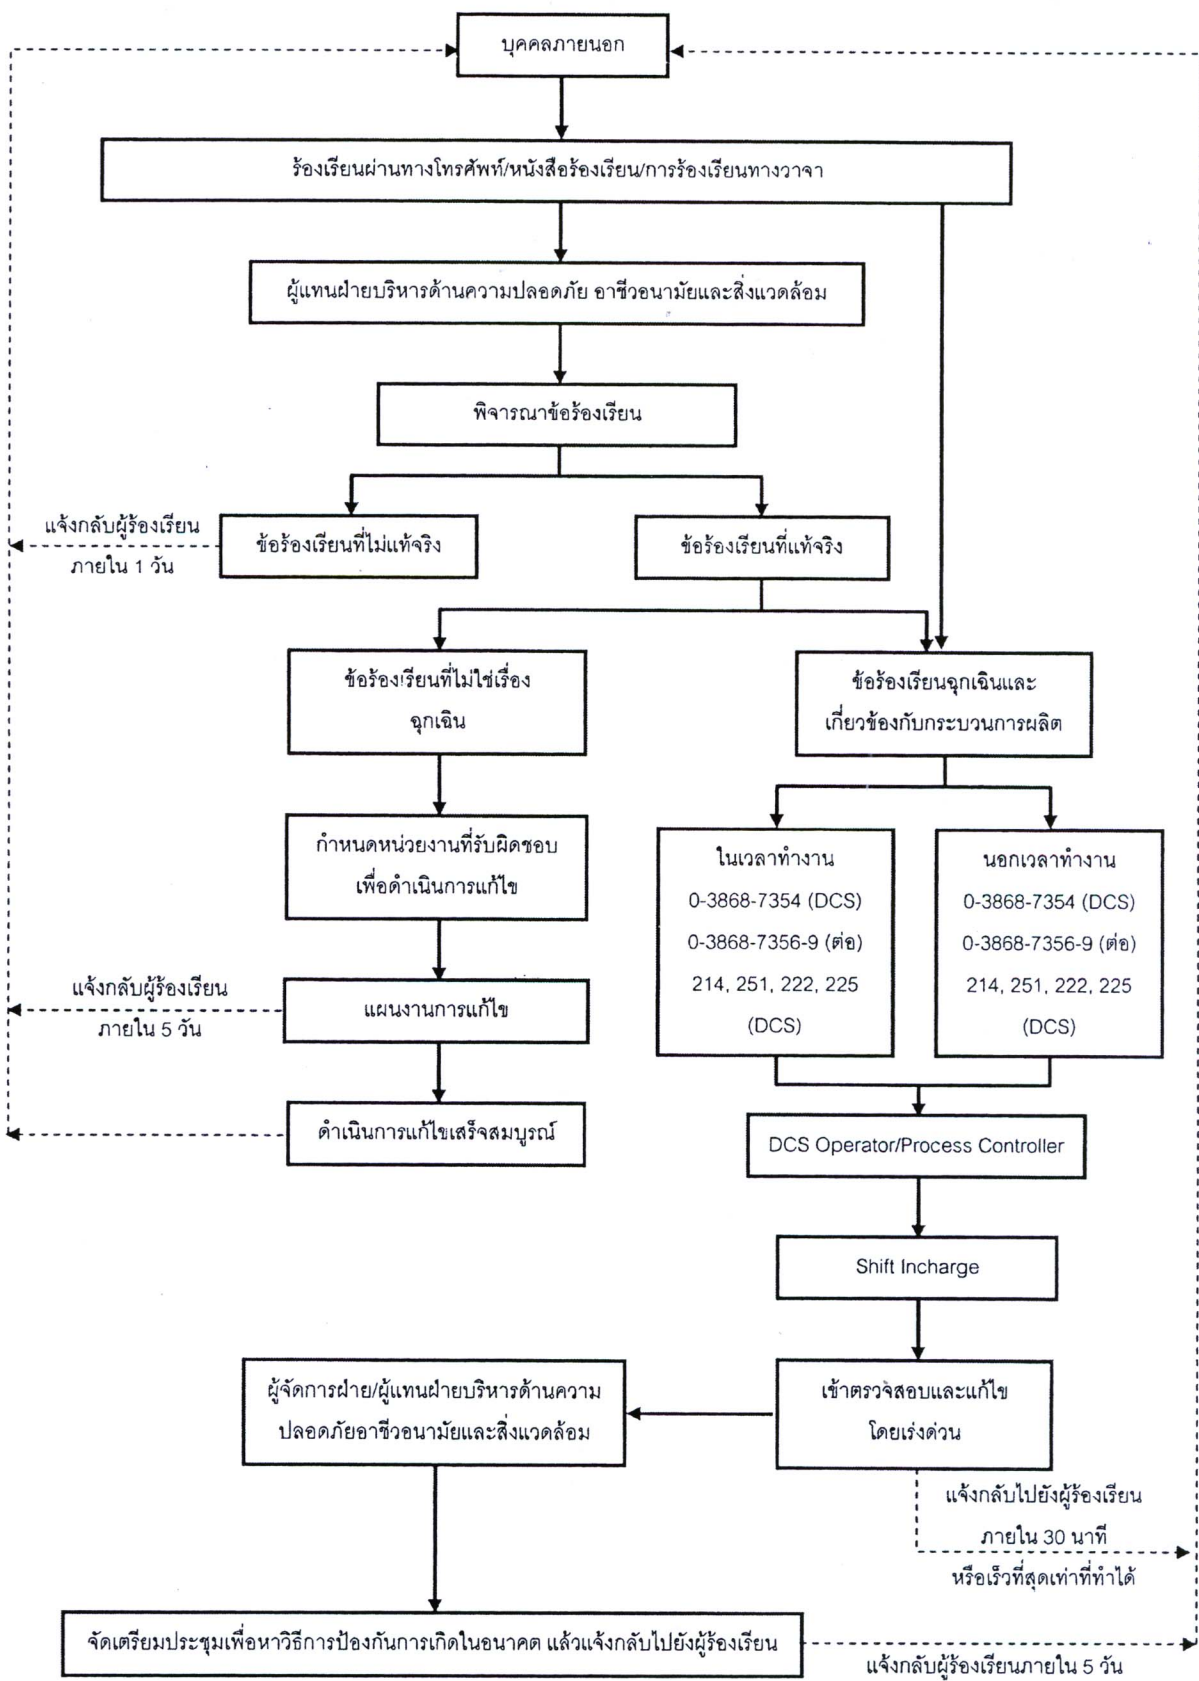 บุคคลภายนอก
ร้องเรียนผ่านทางโทรศัพท์/หนังสือร้องเรียน/การร้องเรียนทางวาจา
ผู้แทนฝ่ายบริหารด้านความปลอดภัย อาชีวอนามัยและสิ่งแวดล้อม
พิจารณาข้อร้องเรียน
แจ้งกลับผู้ร้องเรียน
ภายใน 1 วัน
ข้อร้องเรียนที่ไม่แท้จริง
ข้อร้องเรียนที่แท้จริง
ข้อร้องเรียนที่ไม่ใช่เรื่อง
ฉุกเฉิน
ข้อร้องเรียนฉุกเฉินและ
เกี่ยวข้องกับกระบวนการผลิต
กำหนดหน่วยงานที่รับผิดชอบ
เพื่อดำเนินการแก้ไข
ในเวลาทำงาน
0-3868-7354 (DCS)
0-3868-7356-9 (ต่อ)
214, 251, 222, 225
(DCS)
นอกเวลาทำงาน
0-3868-7354 (DCS)
0-3868-7356-9 (ต่อ)
214, 251, 222, 225
(DCS)
แจ้งกลับผู้ร้องเรียน
ภายใน 5 วัน
แผนงานการแก้ไข
ดำเนินการแก้ไขเสร็จสมบูรณ์
DCS Operator/Process Controller
Shift Incharge
เข้าตรวจสอบและแก้ไข
โดยเร่งด่วน
ผู้จัดการฝ่าย/ผู้แทนฝ่ายบริหารด้านความ
ปลอดภัยอาชีวอนามัยและสิ่งแวดล้อม
แจ้งกลับไปยังผู้ร้องเรียน
ภายใน 30 นาที
หรือเร็วที่สุดเท่าที่ทำได้
จัดเตรียมประชุมเพื่อหาวิธีการป้องกันการเกิดในอนาคต แล้วแจ้งกลับไปยังผู้ร้องเรียน
แจ้งกลับผู้ร้องเรียนภายใน 5 วัน